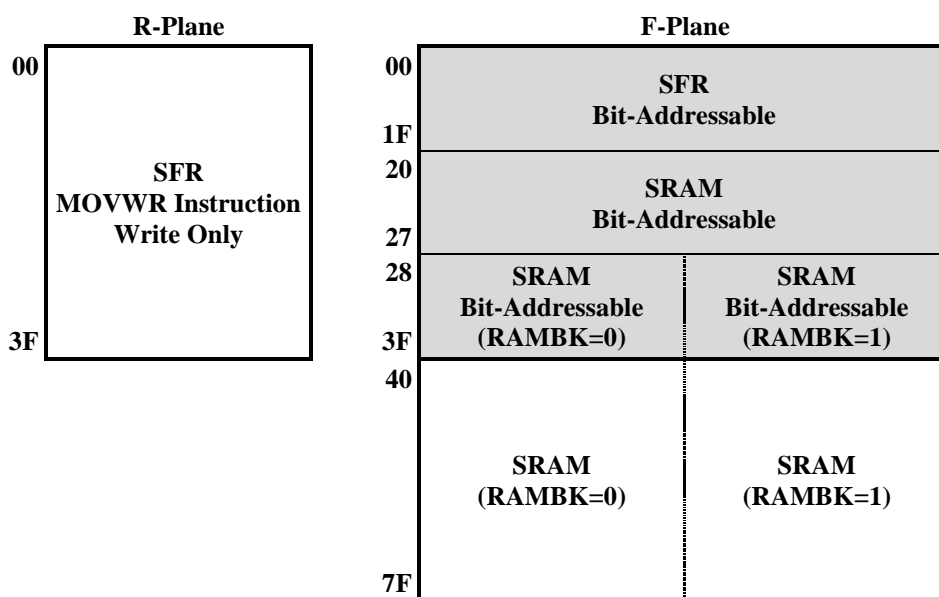 R-Plane
00
SFR
MOVWR Instruction
Write Only
3F
F-Plane
00
SFR
Bit-Addressable
1F
20
SRAM
Bit-Addressable
27
28
SRAM
Bit-Addressable
(RAMBK=0)
SRAM
Bit-Addressable
(RAMBK=1)
3F
40
SRAM
(RAMBK=0)
SRAM
(RAMBK=1)
7F